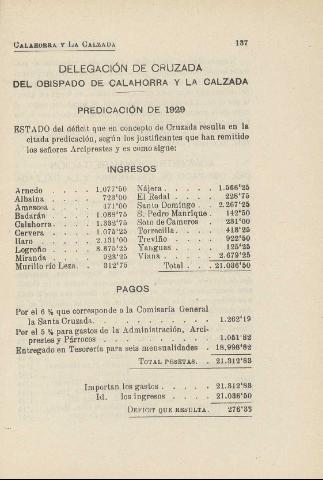 CALAHORRA Y LA CALZADA 137
DELEGACIÓN DE CRUZADA
DEL OBISPADO DE CALAHORRA Y LA CALZADA
PREDICACIÓN DE 1929
ESTADO del déficit que en concepto de Cruzada resulta en la
citada predicación, según los justificantes que han remitido
los señores Arciprestes y es como sigue:
INGRESOS
Arnedo . . . . . 1.077'50
Albaina . . . . . 723'00
Amescoa . . . . . 471'00
Badarán . . . . . 1.088'75
Calahorra . . . . 1.332'75
Cervera . . . . . 1.075'25
Haro . . . . . 2.131'00
Logroño . . . . . 8.875'25
Miranda . . . . . 923'25
Murillo río Leza . . 312'75
Nájera . . . . . 1.566'25
El Redal . . . . . 228'75
Santo Domingo . . . 2.267'25
S. Pedro Manrique . 142'50
Soto de Cameros . . 231'00
Torrecilla . . . . 418'25
Treviño . . . . . 922'50
Yanguas . . . . . 125'25
Viana . . . . . 2.679'25
Total . . . 21.036'50
PAGOS
Por el 6 % que corresponde a la Comisaría General
la Santa Cruzada . . . . . . . . . 1.262'19
Por el 5 % para gastos de la Administración, Arci-
prestes y Párrocos . . . . . . . . 1.051'82
Entregado en Tesorería para seis mensualidades . 18.998'82
TOTAL PESETAS . . 21.312'83
Importan los gastos . . . . . 21.312'83
Id. los ingresos . . . . 21.036'50
DEFICIT QUE RESULTA . 276'33